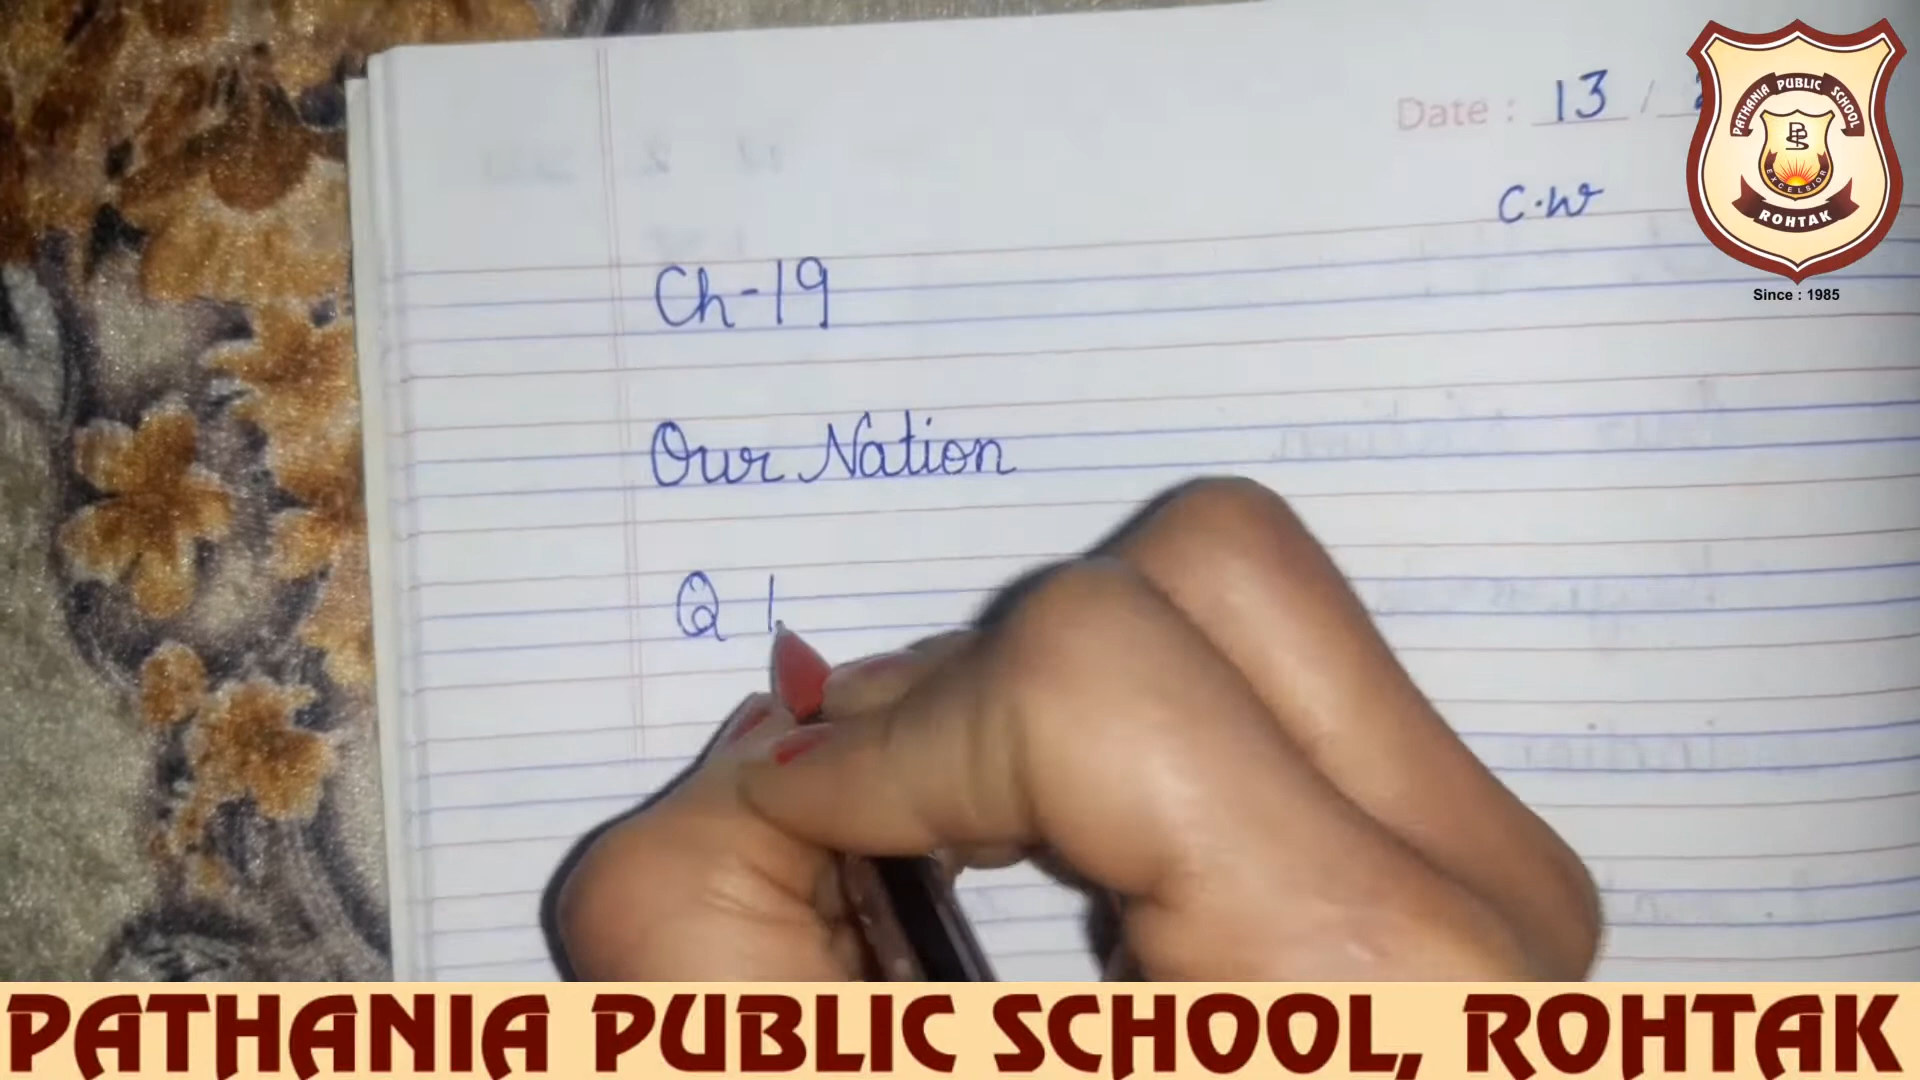 Date : 13 /
C.W
Ch-19
Our Nation
Q 1
PATHANIA PUBLIC SCHOOL
EXCELSIOR
ROHTAK
Since : 1985
PATHANIA PUBLIC SCHOOL, ROHTAK